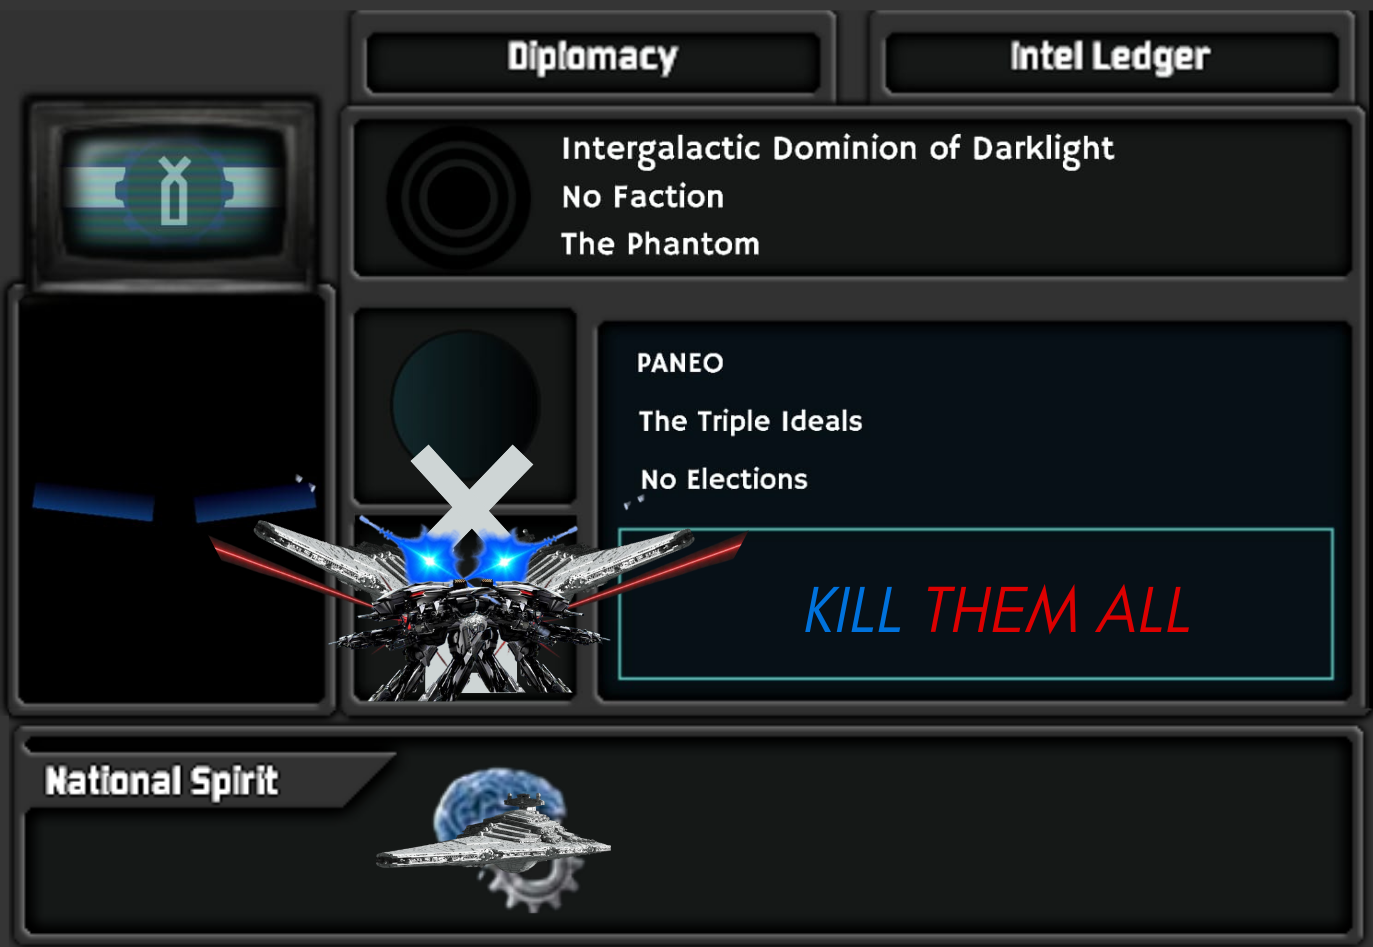 Diplomacy
Intel Ledger
Intergalactic Dominion of Darklight
No Faction
The Phantom
PANEO
The Triple Ideals
No Elections
KILL THEM ALL
National Spirit